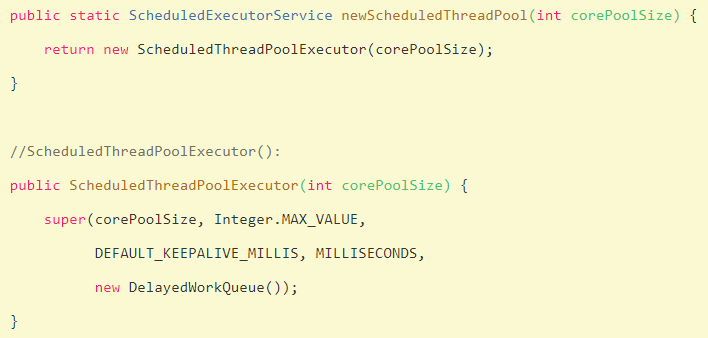 public static ScheduledExecutorService newScheduledThreadPool(int corePoolSize) {
return new ScheduledThreadPoolExecutor(corePoolSize);
}
//ScheduledThreadPoolExecutor():
public ScheduledThreadPoolExecutor(int corePoolSize) {
super(corePoolSize, Integer.MAX_VALUE,
DEFAULT_KEEPALIVE_MILLIS, MILLISECONDS,
new DelayedWorkQueue());
}